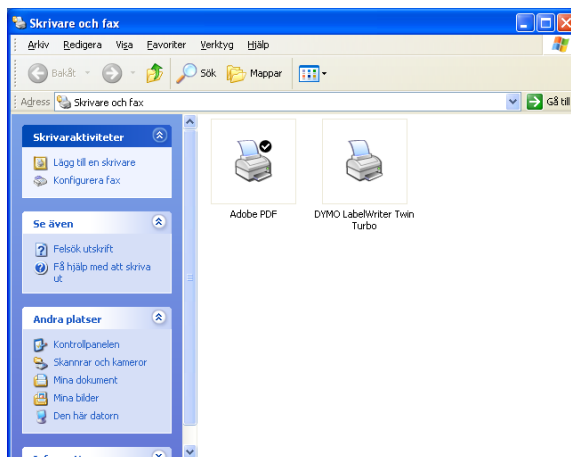 Skrivare och fax
Arkiv Redigera Visa Favoriter Verktyg Hjälp
Bakåt Sök Mappar
Adress Skrivare och fax Gå till
Skrivaraktiviteter
Lägg till en skrivare
Konfigurera fax
Se även
Felsök utskrift
Få hjälp med att skriva
ut
Andra platser
Kontrollpanelen
Skannrar och kameror
Mina dokument
Mina bilder
Den här datorn
Adobe PDF
DYMO LabelWriter Twin
Turbo